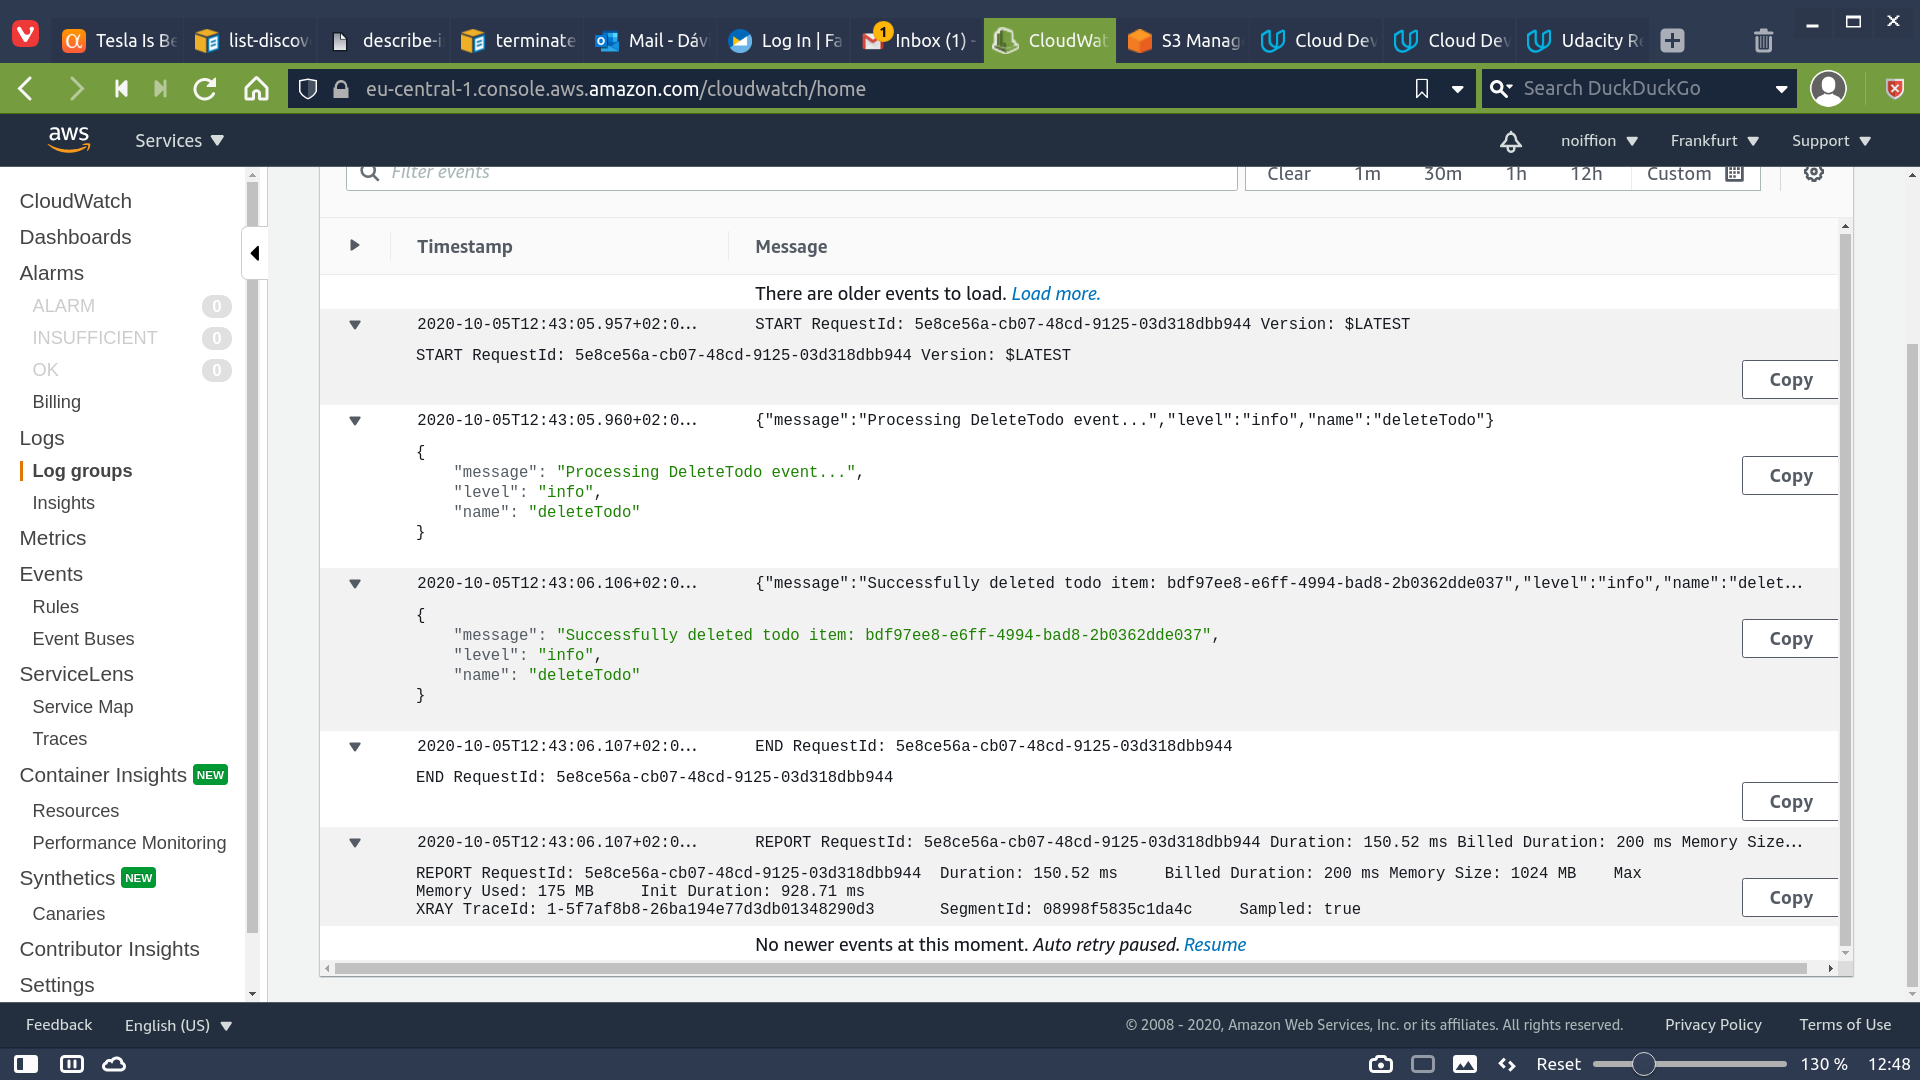 Tesla Is Be
list-discov
describe-i
terminate
Mail - Dávi
Log In | Fa
1
Inbox (1) -
CloudWat
S3 Manag
Cloud Dev
Cloud Dev
Udacity Re
eu-central-1.console.aws.amazon.com/cloudwatch/home
Search DuckDuckGo
aws
Services
noiffion
Frankfurt
Support
Filter events
Clear
1m
30m
1h
12h
Custom
CloudWatch
Dashboards
Alarms
ALARM 0
INSUFFICIENT 0
OK 0
Billing
Logs
Log groups
Insights
Metrics
Events
Rules
Event Buses
ServiceLens
Service Map
Traces
Container Insights NEW
Resources
Performance Monitoring
Synthetics NEW
Canaries
Contributor Insights
Settings
Timestamp Message
There are older events to load. Load more.
2020-10-05T12:43:05.957+02:0... START RequestId: 5e8ce56a-cb07-48cd-9125-03d318dbb944 Version: $LATEST
START RequestId: 5e8ce56a-cb07-48cd-9125-03d318dbb944 Version: $LATEST
Copy
2020-10-05T12:43:05.960+02:0... {"message":"Processing DeleteTodo event...","level":"info","name":"deleteTodo"}
{
"message": "Processing DeleteTodo event...",
Copy
"level": "info",
"name": "deleteTodo"
}
2020-10-05T12:43:06.106+02:0... {"message":"Successfully deleted todo item: bdf97ee8-e6ff-4994-bad8-2b0362dde037","level":"info","name":"delet...
{
"message": "Successfully deleted todo item: bdf97ee8-e6ff-4994-bad8-2b0362dde037",
Copy
"level": "info",
"name": "deleteTodo"
}
2020-10-05T12:43:06.107+02:0... END RequestId: 5e8ce56a-cb07-48cd-9125-03d318dbb944
END RequestId: 5e8ce56a-cb07-48cd-9125-03d318dbb944
Copy
2020-10-05T12:43:06.107+02:0... REPORT RequestId: 5e8ce56a-cb07-48cd-9125-03d318dbb944 Duration: 150.52 ms Billed Duration: 200 ms Memory Size...
REPORT RequestId: 5e8ce56a-cb07-48cd-9125-03d318dbb944 Duration: 150.52 ms Billed Duration: 200 ms Memory Size: 1024 MB Max
Memory Used: 175 MB Init Duration: 928.71 ms
Copy
XRAY TraceId: 1-5f7af8b8-26ba194e77d3db01348290d3 SegmentId: 08998f5835c1da4c Sampled: true
No newer events at this moment. Auto retry paused. Resume
Feedback
English (US)
© 2008 - 2020, Amazon Web Services, Inc. or its affiliates. All rights reserved.
Privacy Policy
Terms of Use
Reset
130 %
12:48